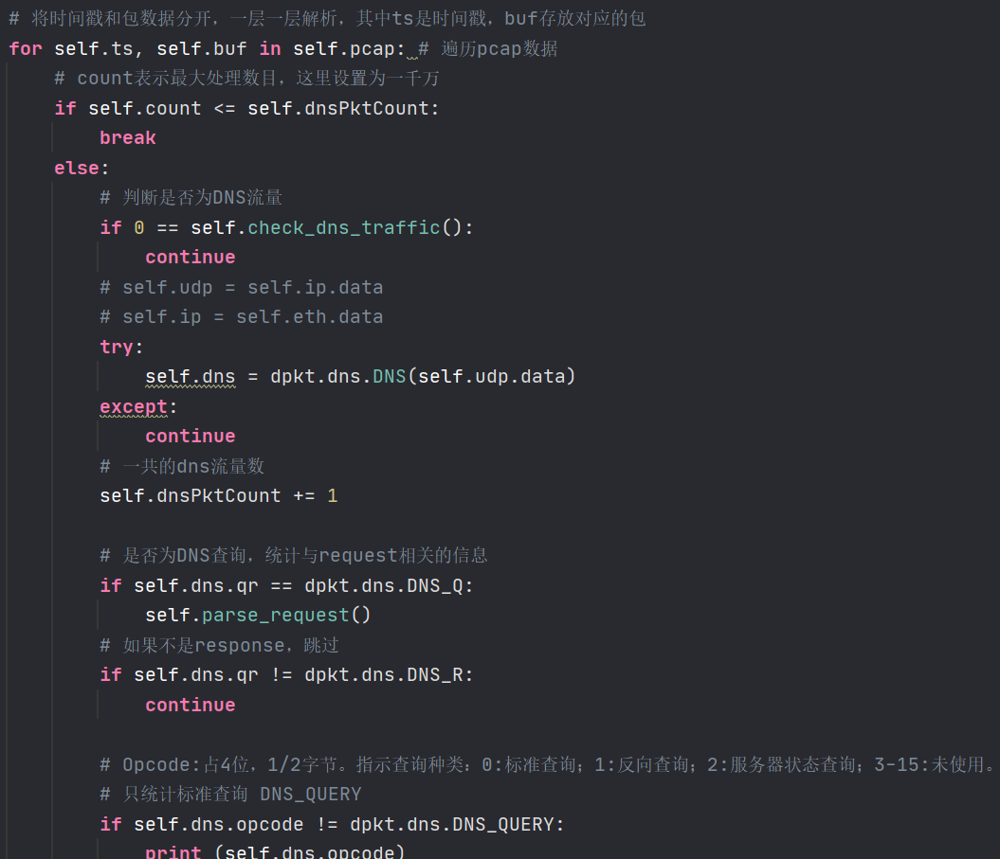 # 将时间戳和包数据分开，一层一层解析，其中ts是时间戳，buf存放对应的包
for self.ts, self.buf in self.pcap: # 遍历pcap数据
    # count表示最大处理数目，这里设置为一千万
    if self.count <= self.dnsPktCount:
        break
    else:
        # 判断是否为DNS流量
        if 0 == self.check_dns_traffic():
            continue
        # self.udp = self.ip.data
        # self.ip = self.eth.data
        try:
            self.dns = dpkt.dns.DNS(self.udp.data)
        except:
            continue
        # 一共的dns流量数
        self.dnsPktCount += 1
        # 是否为DNS查询，统计与request相关的信息
        if self.dns.qr == dpkt.dns.DNS_Q:
            self.parse_request()
        # 如果不是response，跳过
        if self.dns.qr != dpkt.dns.DNS_R:
            continue
        # Opcode:占4位，1/2字节。指示查询种类：0:标准查询；1:反向查询；2:服务器状态查询；3-15:未使用。
        # 只统计标准查询 DNS_QUERY
        if self.dns.opcode != dpkt.dns.DNS_QUERY:
            print (self.dns.opcode)